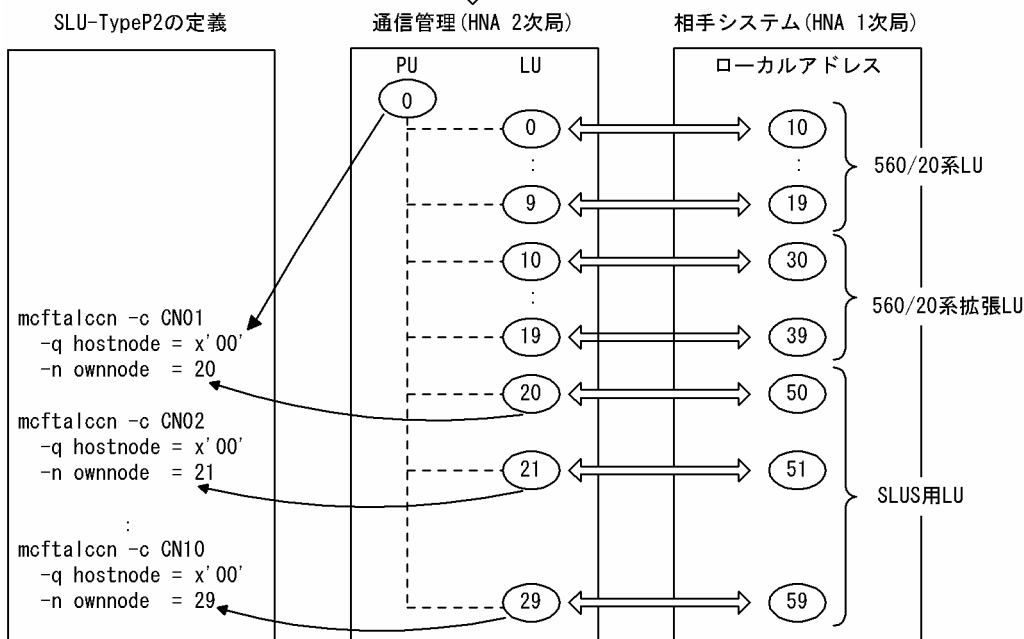 SLU-TypeP2の定義
通信管理(HNA 2次局)
相手システム(HNA 1次局)
PU
LU
ローカルアドレス
0
0
10
:
:
560/20系LU
9
19
10
30
:
:
560/20系拡張LU
19
39
mcftalccn -c CN01
-q hostnode = x'00'
-n ownnode = 20
20
50
mcftalccn -c CN02
-q hostnode = x'00'
-n ownnode = 21
21
51
SLUS用LU
:
mcftalccn -c CN10
-q hostnode = x'00'
-n ownnode = 29
29
59